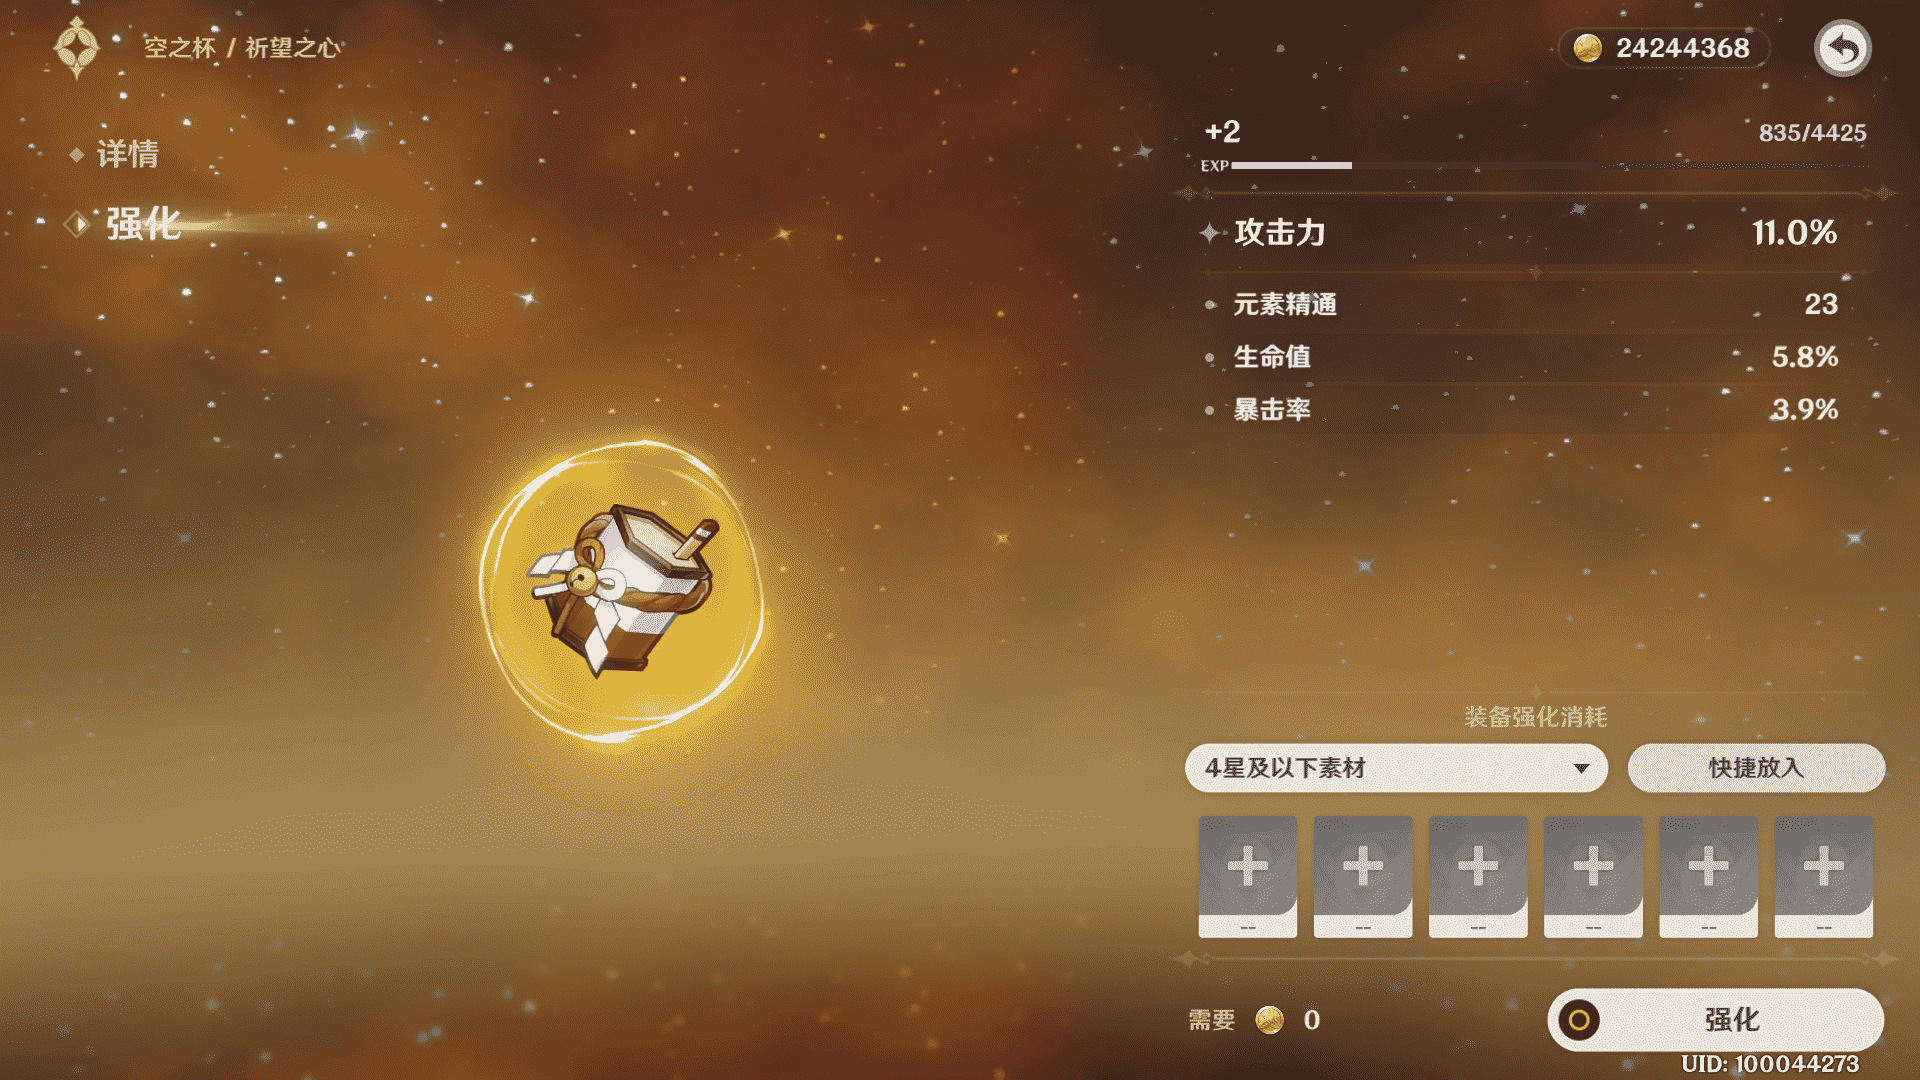 空之杯 / 祈望之心
24244368
详情
强化
+2
835/4425
EXP
攻击力 11.0%
元素精通 23
生命值 5.8%
暴击率 3.9%
装备强化消耗
4星及以下素材
快捷放入
-- -- -- -- -- --
需要 0
强化
UID: 100044273